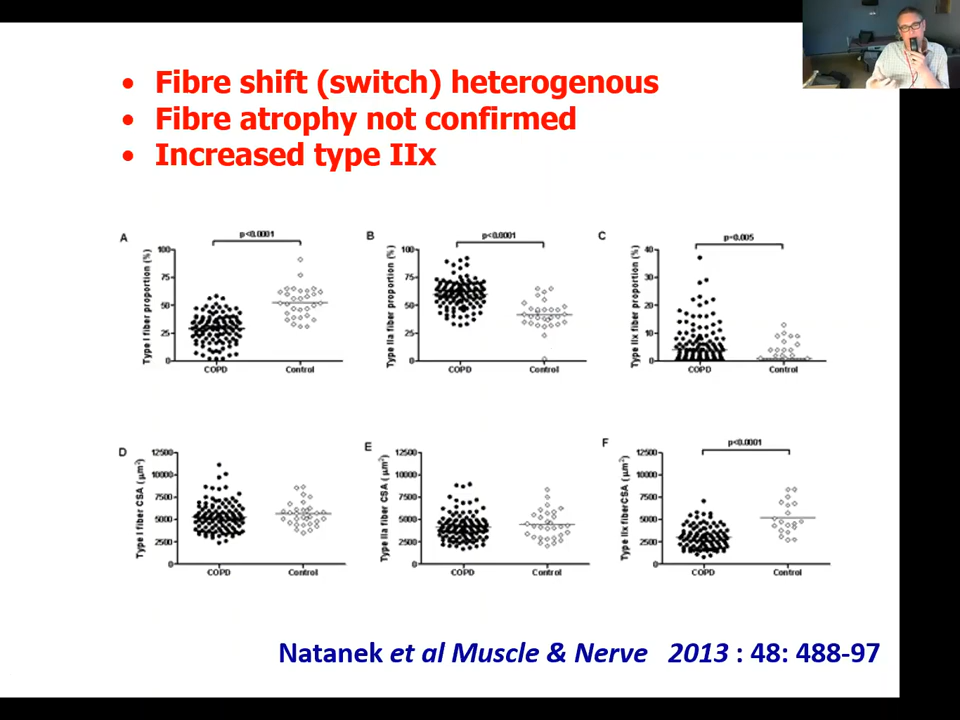 • Fibre shift (switch) heterogenous
• Fibre atrophy not confirmed
• Increased type IIx
A
p<0.0001
Type I fiber proportion (%)
100
75
50
25
0
COPD
Control
B
p<0.0001
Type IIa fiber proportion (%)
100
75
50
25
0
COPD
Control
C
p=0.005
Type IIx fiber proportion (%)
40
30
20
10
0
COPD
Control
D
Type I fiber CSA (μm²)
12500
10000
7500
5000
2500
0
COPD
Control
E
Type IIa fiber CSA (μm²)
12500
10000
7500
5000
2500
0
COPD
Control
F
p<0.0001
Type IIx fiberCSA (μm²)
12500
10000
7500
5000
2500
0
COPD
Control
Natanek et al Muscle & Nerve 2013 : 48: 488-97